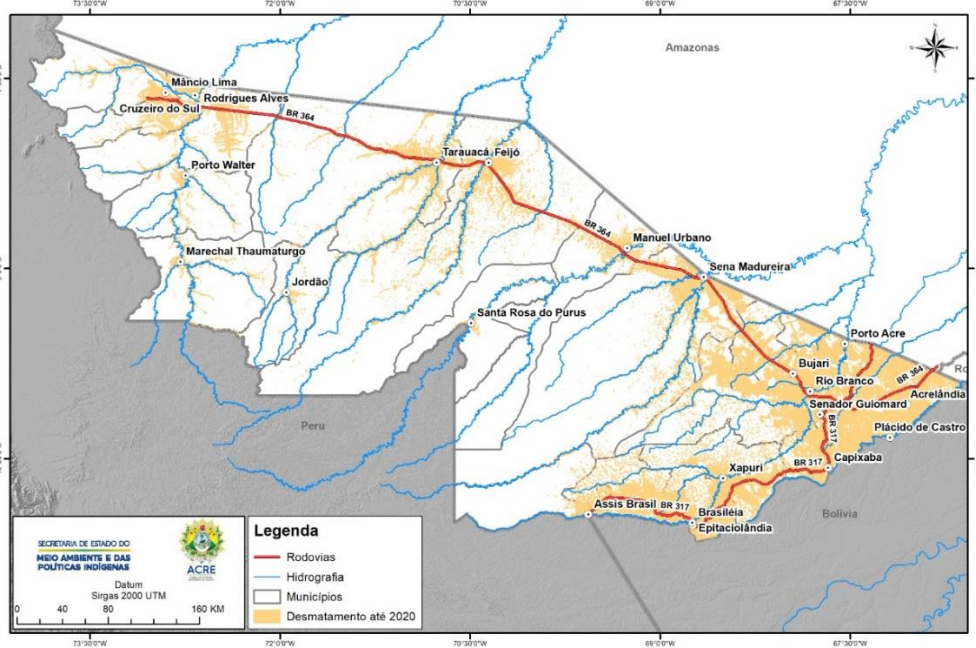 73°30'0"W 72°0'0"W 70°30'0"W 69°0'0"W 67°30'0"W
Amazonas
Mâncio Lima
Rodrigues Alves
Cruzeiro do Sul
BR 364
Tarauacá Feijó
Porto Walter
BR 364
Manuel Urbano
Marechal Thaumaturgo
Sena Madureira
Jordão
Santa Rosa do Purus
Porto Acre
Bujari
Ro
Rio Branco
BR 364
Acrelândia
Senador Guiomard
Peru
BR 317
Plácido de Castro
Capixaba
BR 317
Xapuri
Assis Brasil
BR 317
Brasiléia
Bolivia
Epitaciolândia
SECRETARIA DE ESTADO DO
MEIO AMBIENTE E DAS
POLÍTICAS INDÍGENAS
ACRE
Datum
Sirgas 2000 UTM
0 40 80 160 KM
Legenda
Rodovias
Hidrografia
Municípios
Desmatamento até 2020
73°30'0"W 72°0'0"W 70°30'0"W 69°0'0"W 67°30'0"W